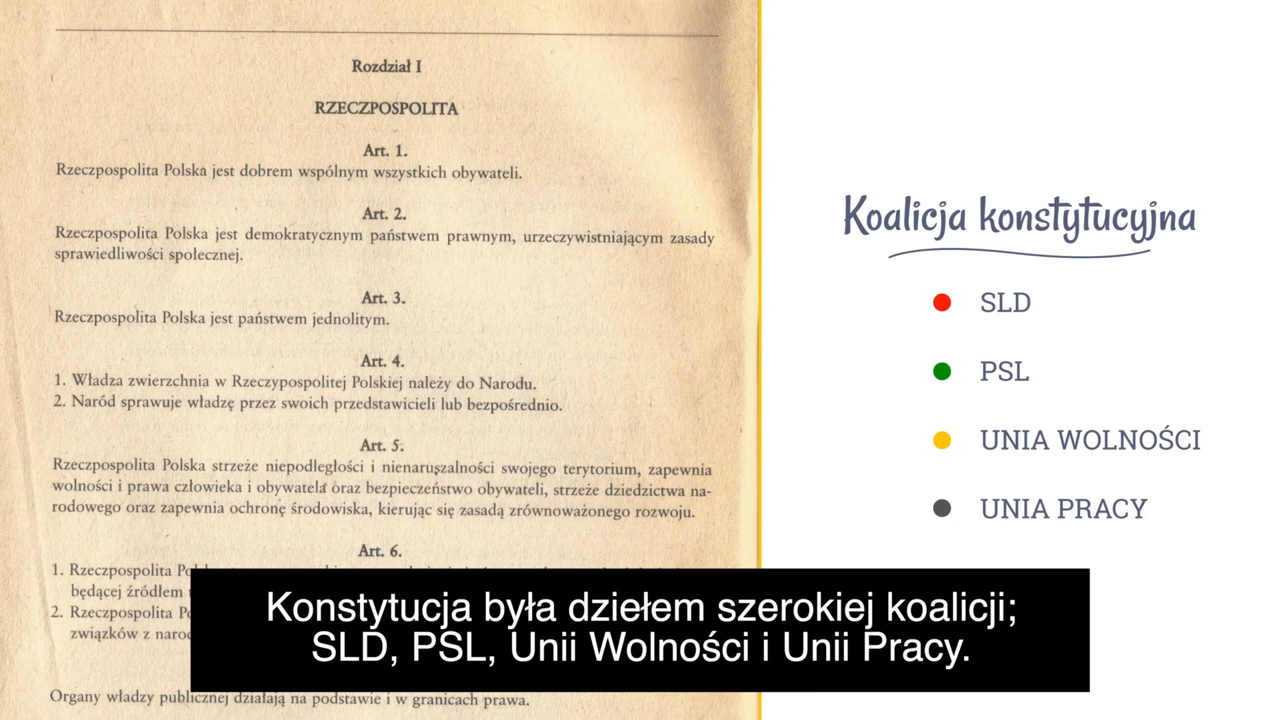 Rozdział I
RZECZPOSPOLITA
Art. 1.
Rzeczpospolita Polska jest dobrem wspólnym wszystkich obywateli.
Art. 2.
Rzeczpospolita Polska jest demokratycznym państwem prawnym, urzeczywistniającym zasady
sprawiedliwości społecznej.
Art. 3.
Rzeczpospolita Polska jest państwem jednolitym.
Art. 4.
1. Władza zwierzchnia w Rzeczypospolitej Polskiej należy do Narodu.
2. Naród sprawuje władzę przez swoich przedstawicieli lub bezpośrednio.
Art. 5.
Rzeczpospolita Polska strzeże niepodległości i nienaruszalności swojego terytorium, zapewnia
wolności i prawa człowieka i obywatela oraz bezpieczeństwo obywateli, strzeże dziedzictwa na-
rodowego oraz zapewnia ochronę środowiska, kierując się zasadą zrównoważonego rozwoju.
Art. 6.
1. Rzeczpospolita
będącej źródłem
2. Rzeczpospolita
związków z
Organy władzy publicznej działają na podstawie i w granicach prawa.
Koalicja konstytucyjna
SLD
PSL
UNIA WOLNOŚCI
UNIA PRACY
Konstytucja była dziełem szerokiej koalicji;
SLD, PSL, Unii Wolności i Unii Pracy.